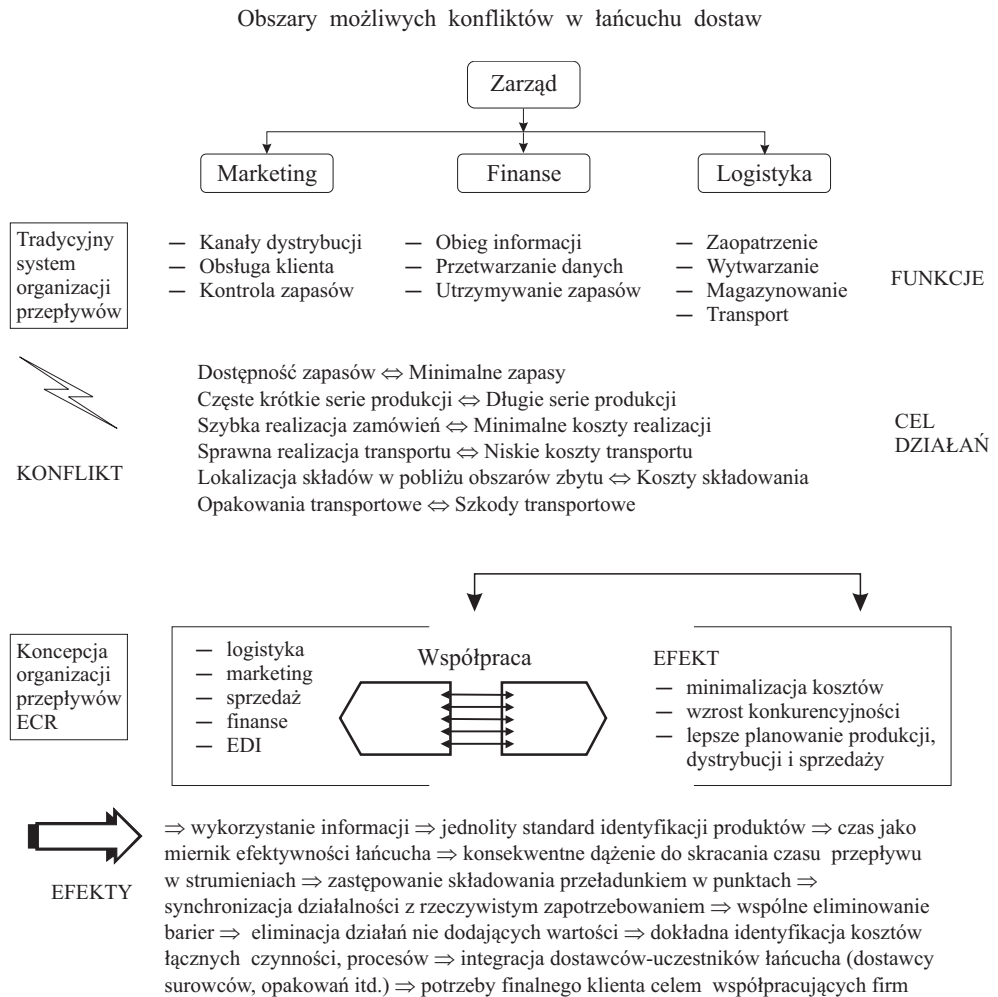 Obszary możliwych konfliktów w łańcuchu dostaw
Zarząd
Marketing
Finanse
Logistyka
Tradycyjny
system
organizacji
przepływów
— Kanały dystrybucji
— Obsługa klienta
— Kontrola zapasów
— Obieg informacji
— Przetwarzanie danych
— Utrzymywanie zapasów
— Zaopatrzenie
— Wytwarzanie
— Magazynowanie
— Transport
FUNKCJE
KONFLIKT
Dostępność zapasów ⇔ Minimalne zapasy
Częste krótkie serie produkcji ⇔ Długie serie produkcji
Szybka realizacja zamówień ⇔ Minimalne koszty realizacji
Sprawna realizacja transportu ⇔ Niskie koszty transportu
Lokalizacja składów w pobliżu obszarów zbytu ⇔ Koszty składowania
Opakowania transportowe ⇔ Szkody transportowe
CEL
DZIAŁAŃ
Koncepcja
organizacji
przepływów
ECR
— logistyka
— marketing
— sprzedaż
— finanse
— EDI
Współpraca
EFEKT
— minimalizacja kosztów
— wzrost konkurencyjności
— lepsze planowanie produkcji,
dystrybucji i sprzedaży
EFEKTY
⇒ wykorzystanie informacji ⇒ jednolity standard identyfikacji produktów ⇒ czas jako
miernik efektywności łańcucha ⇒ konsekwentne dążenie do skracania czasu przepływu
w strumieniach ⇒ zastępowanie składowania przeładunkiem w punktach ⇒
synchronizacja działalności z rzeczywistym zapotrzebowaniem ⇒ wspólne eliminowanie
barier ⇒ eliminacja działań nie dodających wartości ⇒ dokładna identyfikacja kosztów
łącznych czynności, procesów ⇒ integracja dostawców-uczestników łańcucha (dostawcy
surowców, opakowań itd.) ⇒ potrzeby finalnego klienta celem współpracujących firm